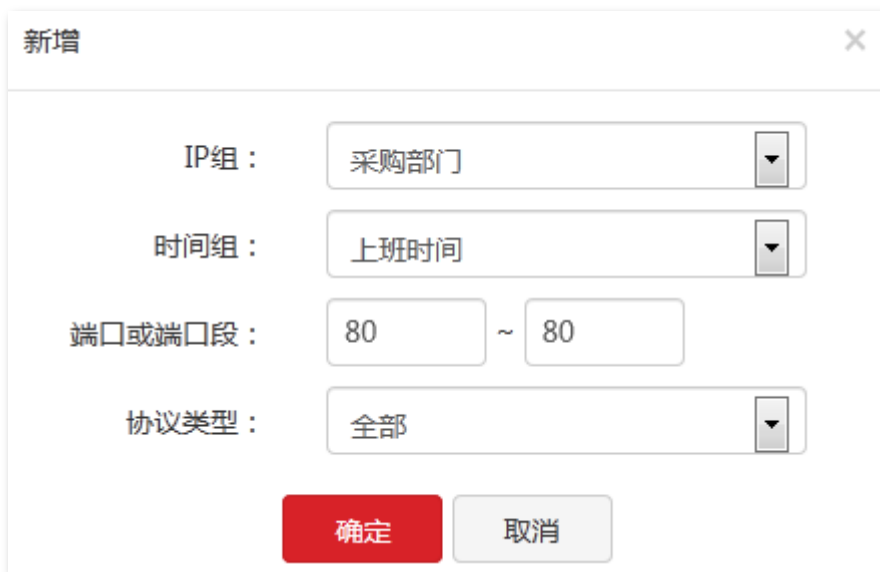 新增 ×
IP组： 采购部门
时间组： 上班时间
端口或端口段： 80 ~ 80
协议类型： 全部
确定 取消